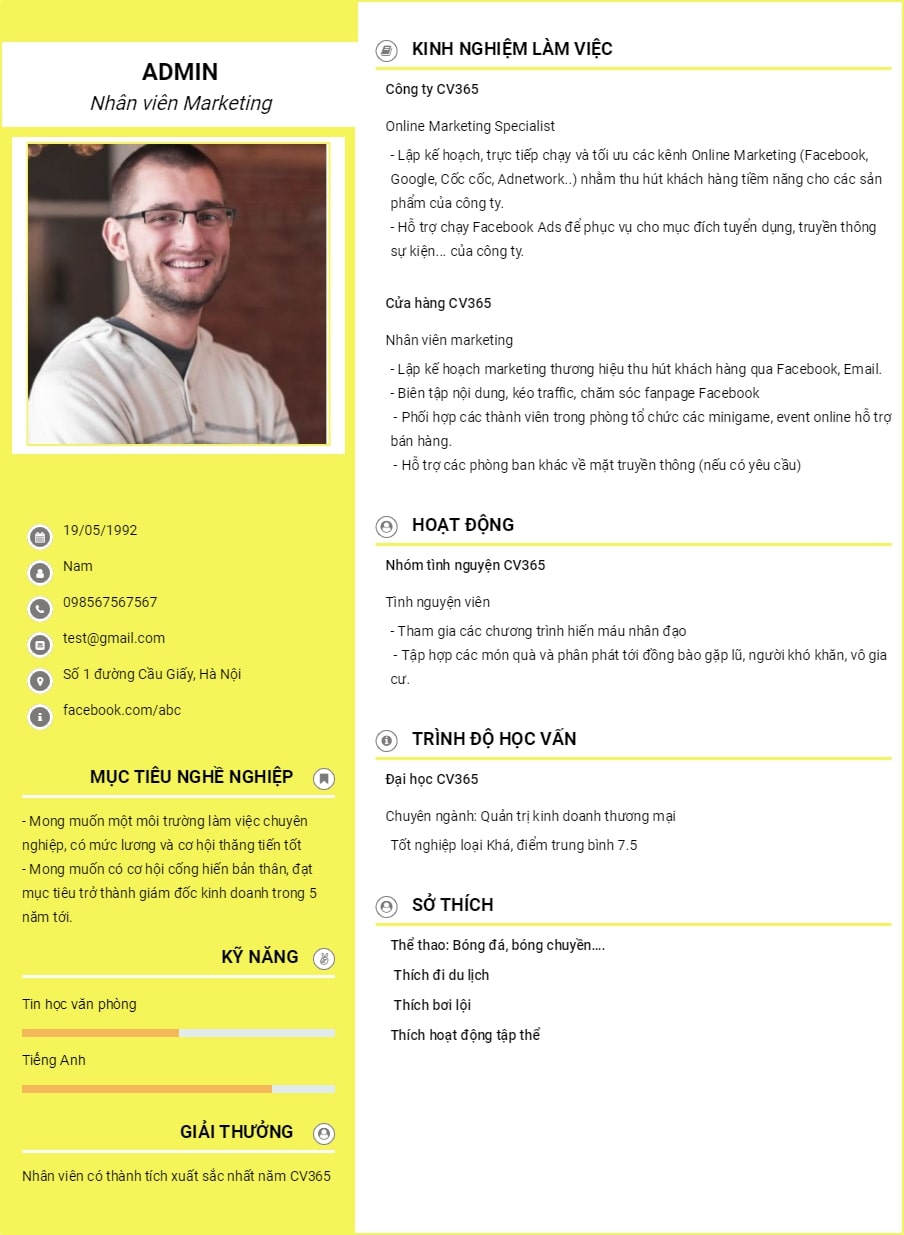 ADMIN
Nhân viên Marketing
19/05/1992
Nam
098567567567
test@gmail.com
Số 1 đường Cầu Giấy, Hà Nội
facebook.com/abc
MỤC TIÊU NGHỀ NGHIỆP
- Mong muốn một môi trường làm việc chuyên
nghiệp, có mức lương và cơ hội thăng tiến tốt
- Mong muốn có cơ hội cống hiến bản thân, đạt
mục tiêu trở thành giám đốc kinh doanh trong 5
năm tới.
KỸ NĂNG
Tin học văn phòng
Tiếng Anh
GIẢI THƯỞNG
Nhân viên có thành tích xuất sắc nhất năm CV365
KINH NGHIỆM LÀM VIỆC
Công ty CV365
Online Marketing Specialist
- Lập kế hoạch, trực tiếp chạy và tối ưu các kênh Online Marketing (Facebook,
Google, Cốc cốc, Adnetwork..) nhằm thu hút khách hàng tiềm năng cho các sản
phẩm của công ty.
- Hỗ trợ chạy Facebook Ads để phục vụ cho mục đích tuyển dụng, truyền thông
sự kiện... của công ty.
Cửa hàng CV365
Nhân viên marketing
- Lập kế hoạch marketing thương hiệu thu hút khách hàng qua Facebook, Email.
- Biên tập nội dung, kéo traffic, chăm sóc fanpage Facebook
- Phối hợp các thành viên trong phòng tổ chức các minigame, event online hỗ trợ
bán hàng.
- Hỗ trợ các phòng ban khác về mặt truyền thông (nếu có yêu cầu)
HOẠT ĐỘNG
Nhóm tình nguyện CV365
Tình nguyện viên
- Tham gia các chương trình hiến máu nhân đạo
- Tập hợp các món quà và phân phát tới đồng bào gặp lũ, người khó khăn, vô gia
cư.
TRÌNH ĐỘ HỌC VẤN
Đại học CV365
Chuyên ngành: Quản trị kinh doanh thương mại
Tốt nghiệp loại Khá, điểm trung bình 7.5
SỞ THÍCH
Thể thao: Bóng đá, bóng chuyền....
Thích đi du lịch
Thích bơi lội
Thích hoạt động tập thể